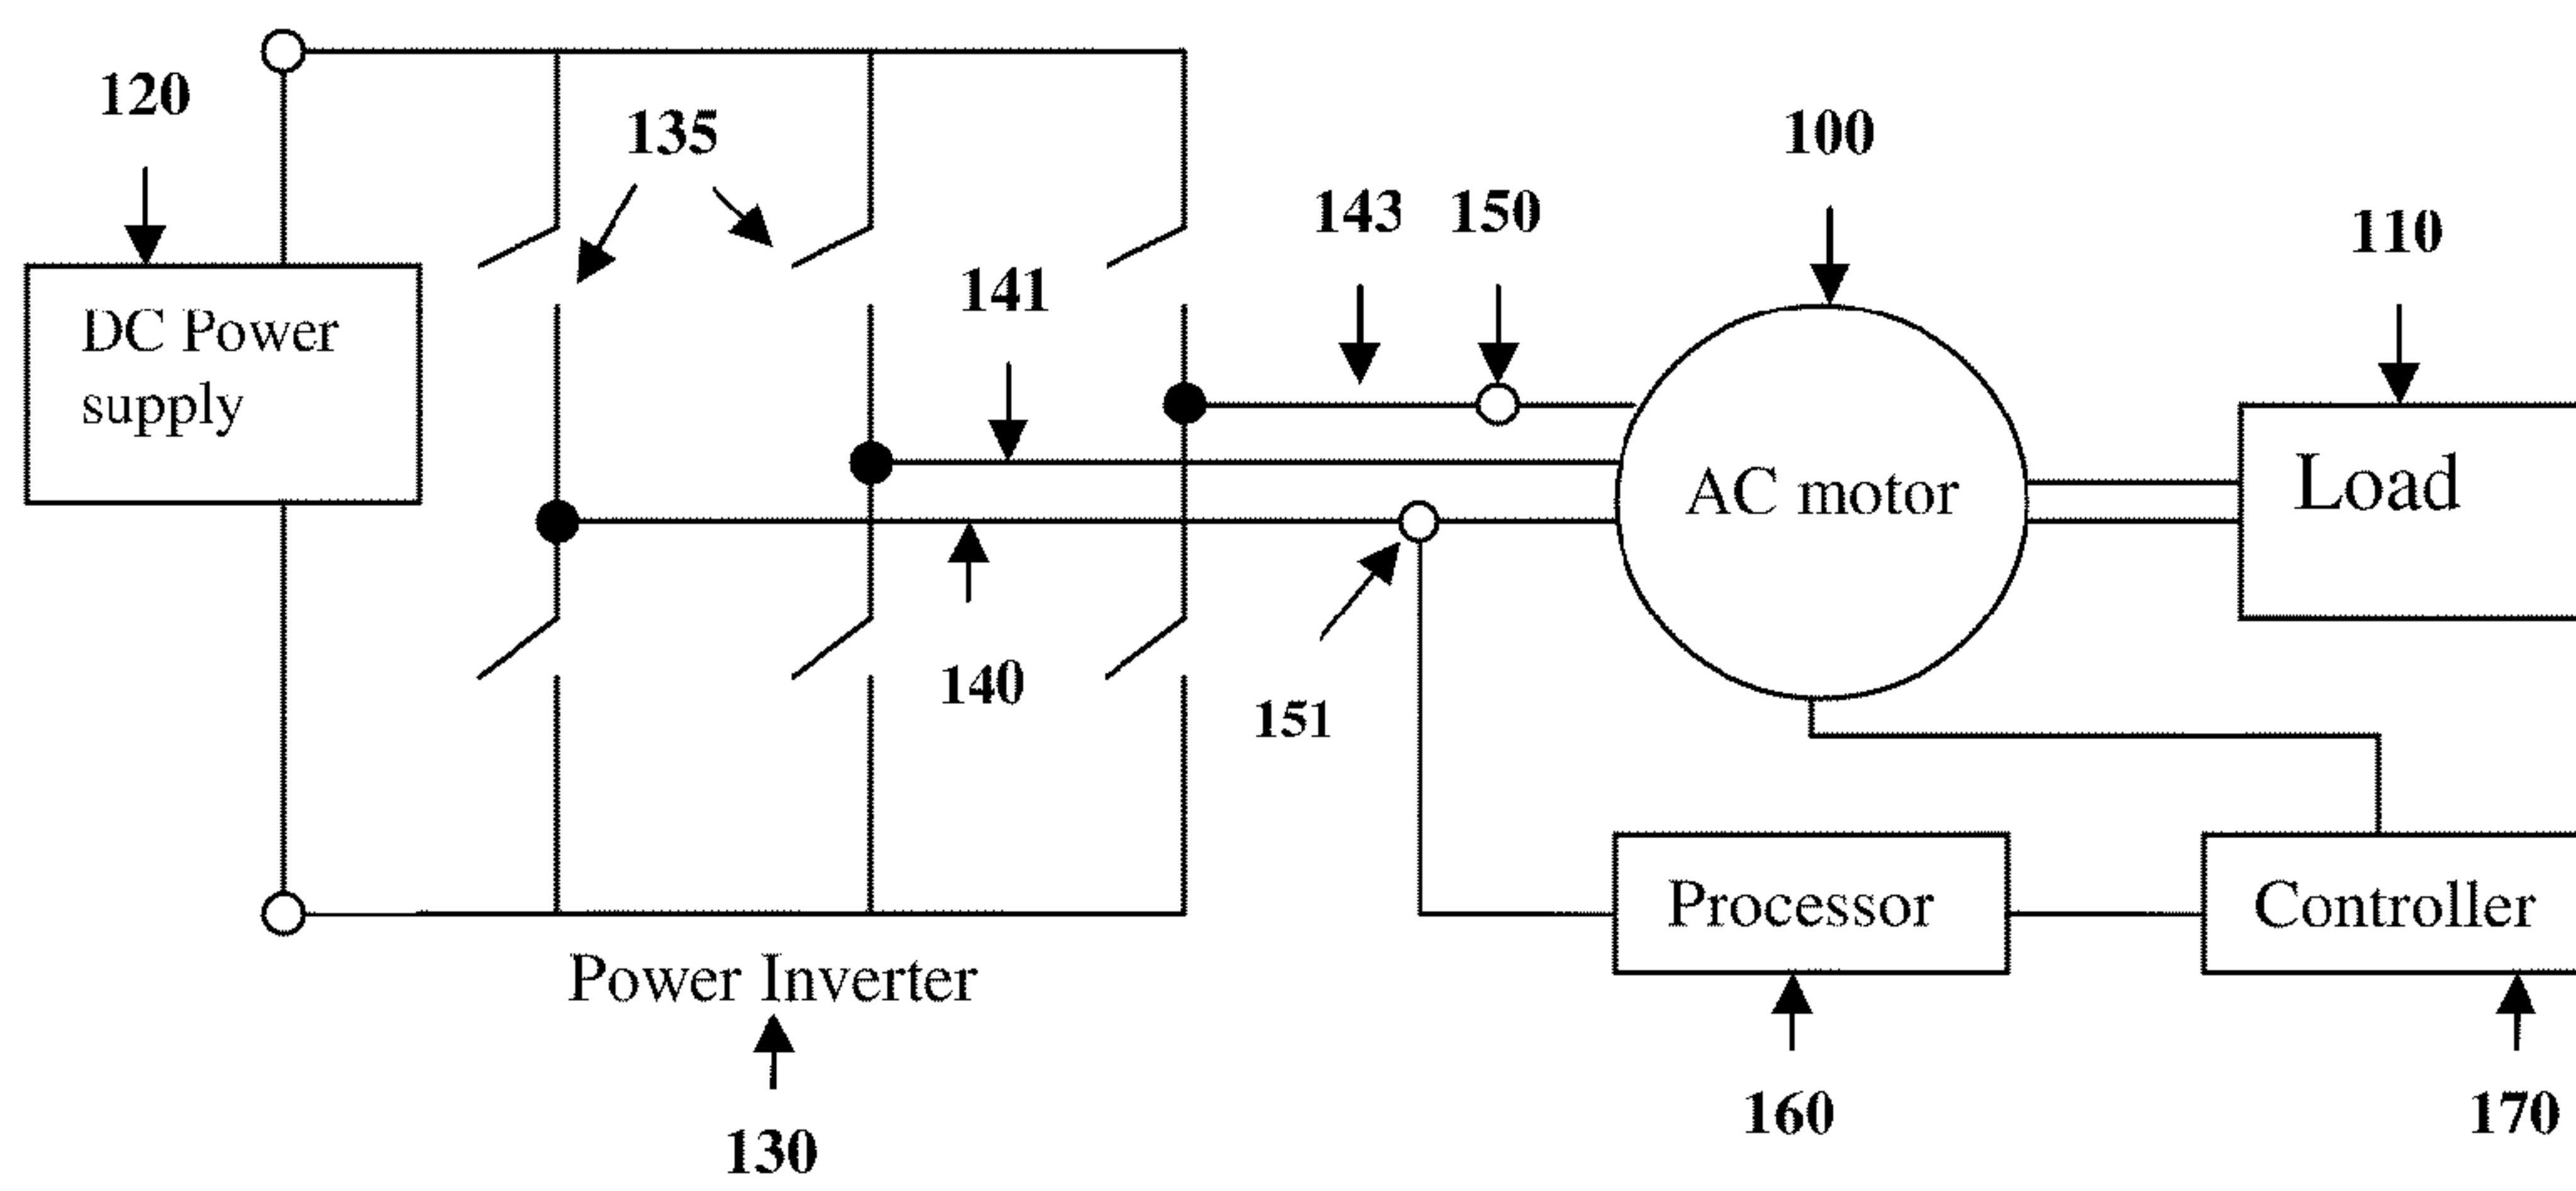 120
135
100
143
150
110
141
DC Power
supply
AC motor
Load
140
151
Processor
Controller
Power Inverter
160
170
130